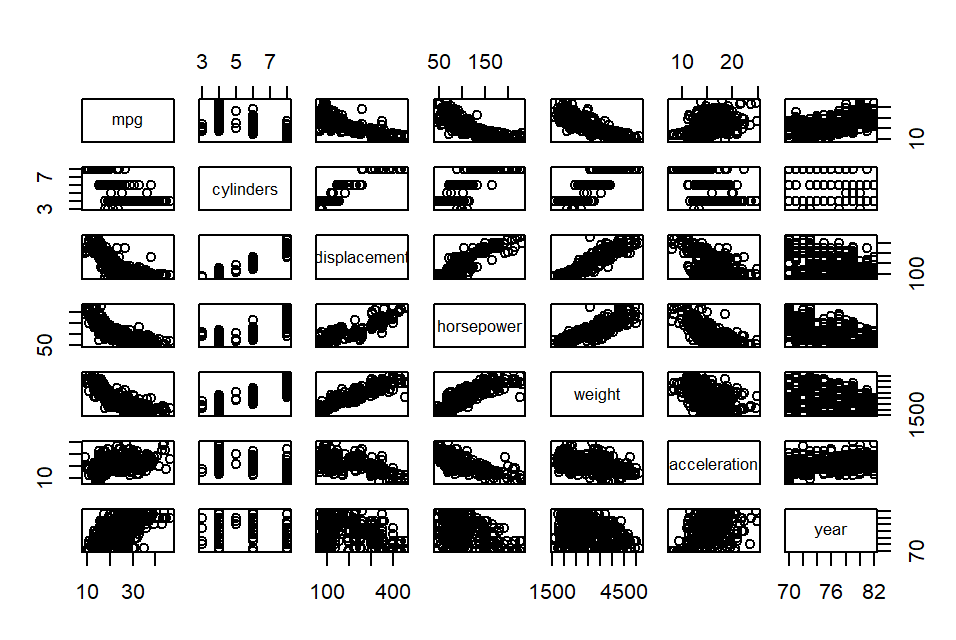 3 5 7 50 150 10 20
mpg 10
7 3 cylinders
displacement 100
50 horsepower
weight 1500
10 acceleration
year 70
10 30 100 400 1500 4500 70 76 82